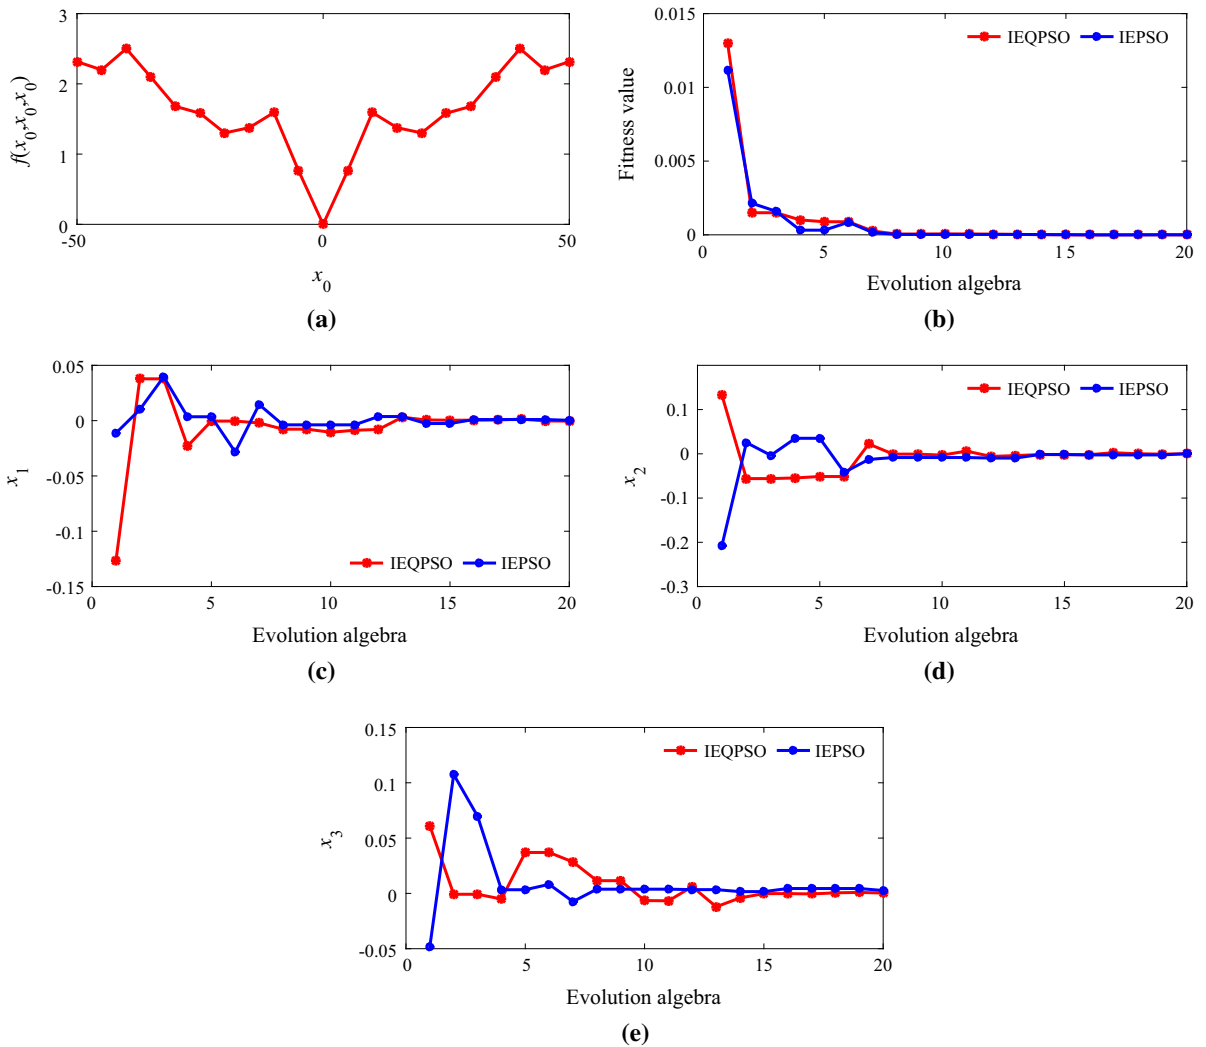 3
2
1
0
f(x0,x0,x0)
-50
0
50
x0
(a)
0.015
0.01
0.005
0
Fitness value
IEQPSO
IEPSO
0
5
10
15
20
Evolution algebra
(b)
0.05
0
-0.05
-0.1
-0.15
x1
IEQPSO
IEPSO
0
5
10
15
20
Evolution algebra
(c)
0.1
0
-0.1
-0.2
-0.3
x2
IEQPSO
IEPSO
0
5
10
15
20
Evolution algebra
(d)
0.15
0.1
0.05
0
-0.05
x3
IEQPSO
IEPSO
0
5
10
15
20
Evolution algebra
(e)